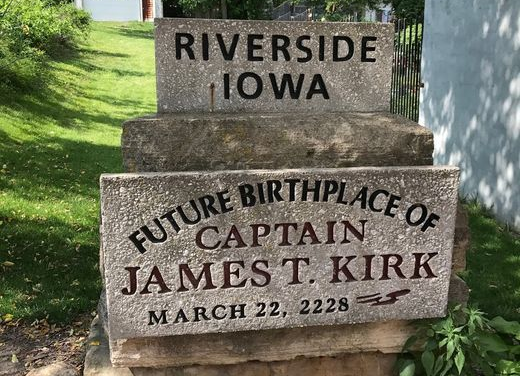 RIVERSIDE
IOWA
FUTURE BIRTHPLACE OF
CAPTAIN
JAMES T. KIRK
MARCH 22, 2228